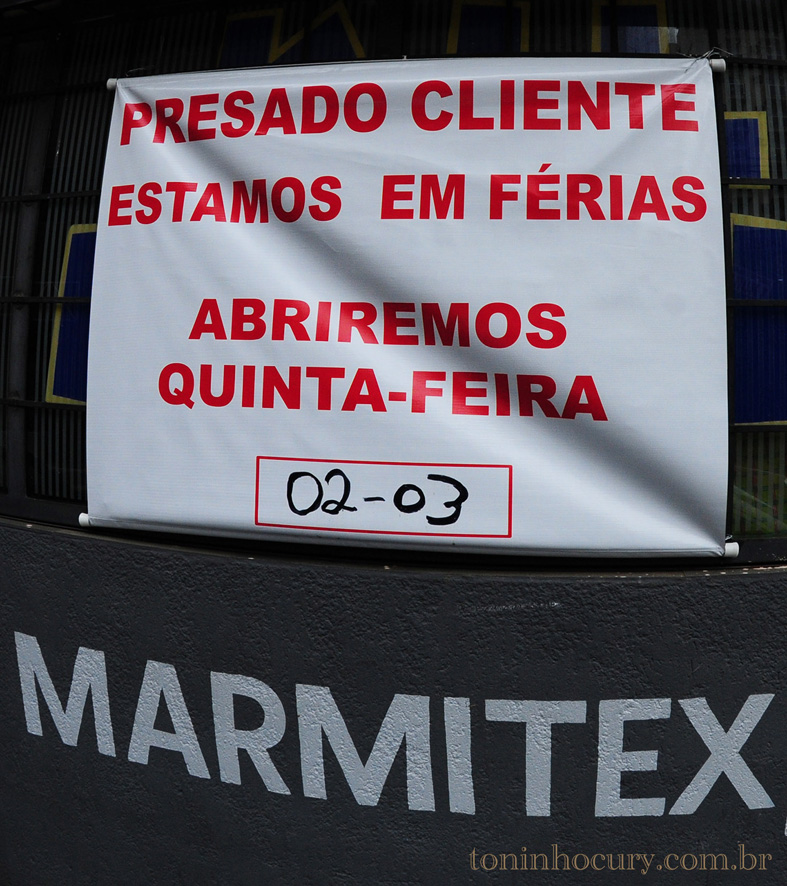 PRESADO CLIENTE
ESTAMOS EM FÉRIAS
ABRIREMOS
QUINTA-FEIRA
02-03
MARMITEX
toninhocury.com.br